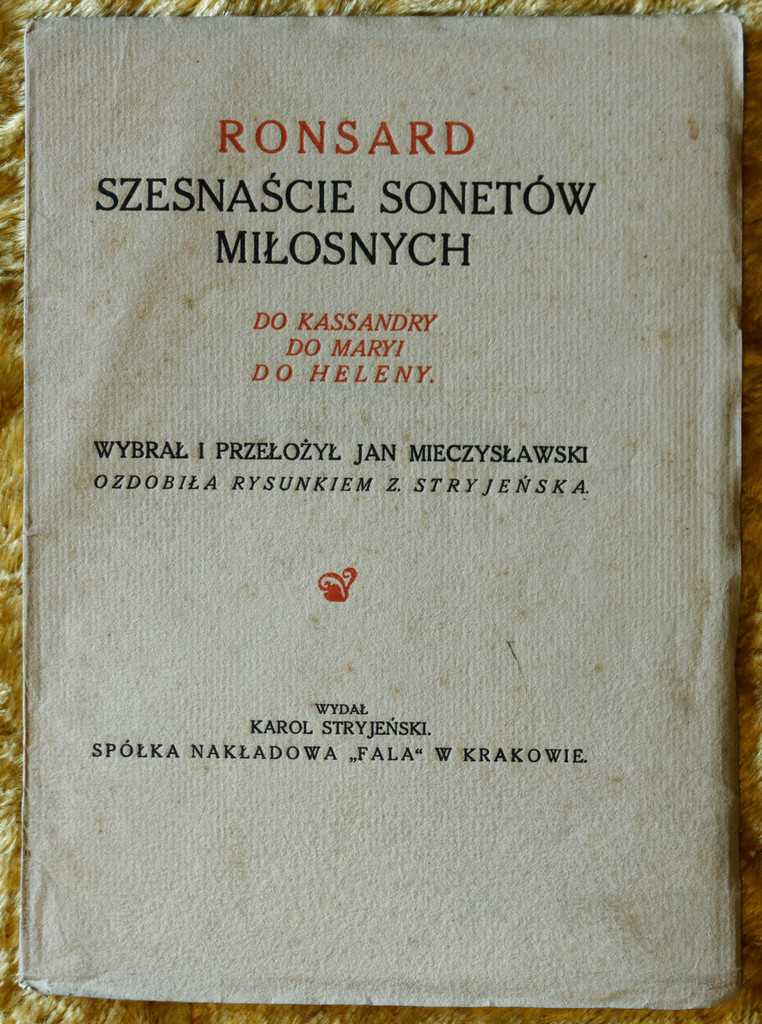 RONSARD
SZESNAŚCIE SONETÓW
MIŁOSNYCH
DO KASSANDRY
DO MARYI
DO HELENY.
WYBRAŁ I PRZEŁOŻYŁ JAN MIECZYSŁAWSKI
OZDOBIŁA RYSUNKIEM Z. STRYJEŃSKA.
WYDAŁ
KAROL STRYJEŃSKI.
SPÓŁKA NAKŁADOWA „FALA“ W KRAKOWIE.